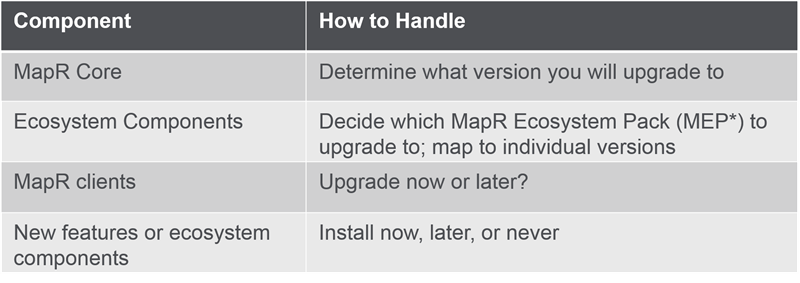 Component How to Handle
MapR Core Determine what version you will upgrade to
Ecosystem Components Decide which MapR Ecosystem Pack (MEP*) to
upgrade to; map to individual versions
MapR clients Upgrade now or later?
New features or ecosystem Install now, later, or never
components